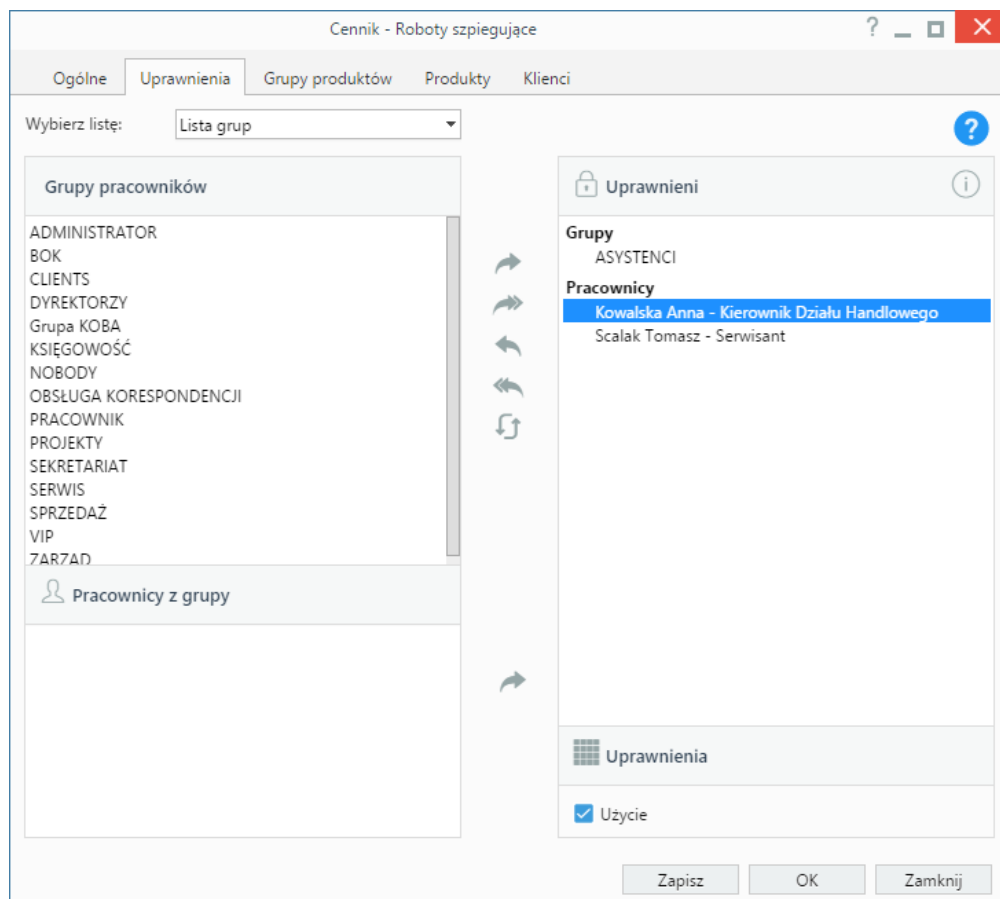 Cennik - Roboty szpiegujące
?
Ogólne Uprawnienia Grupy produktów Produkty Klienci
Wybierz listę: Lista grup
?
Grupy pracowników
ADMINISTRATOR
BOK
CLIENTS
DYREKTORZY
Grupa KOBA
KSIĘGOWOŚĆ
NOBODY
OBSŁUGA KORESPONDENCJI
PRACOWNIK
PROJEKTY
SEKRETARIAT
SERWIS
SPRZEDAŻ
VIP
ZARZAD
Pracownicy z grupy
Uprawnieni
i
Grupy
ASYSTENCI
Pracownicy
Kowalska Anna - Kierownik Działu Handlowego
Scalak Tomasz - Serwisant
Uprawnienia
Użycie
Zapisz OK Zamknij